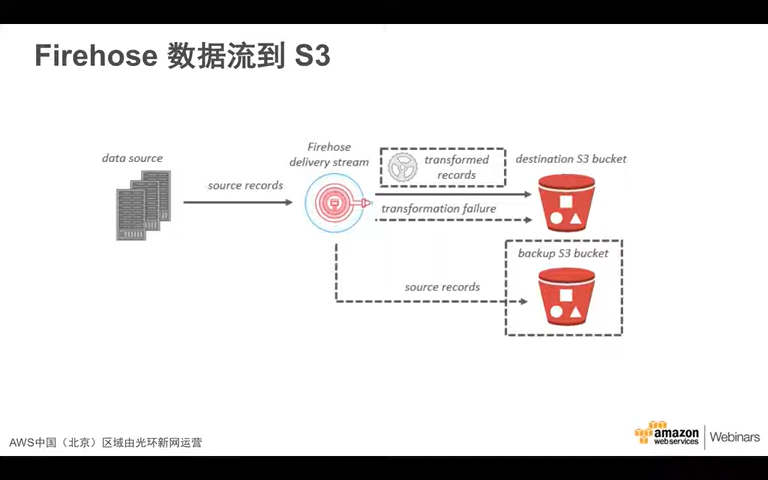 Firehose 数据流到 S3
data source
source records
Firehose
delivery stream
transformed
records
transformation failure
destination S3 bucket
backup S3 bucket
source records
AWS中国（北京）区域由光环新网运营
amazon
web services
Webinars